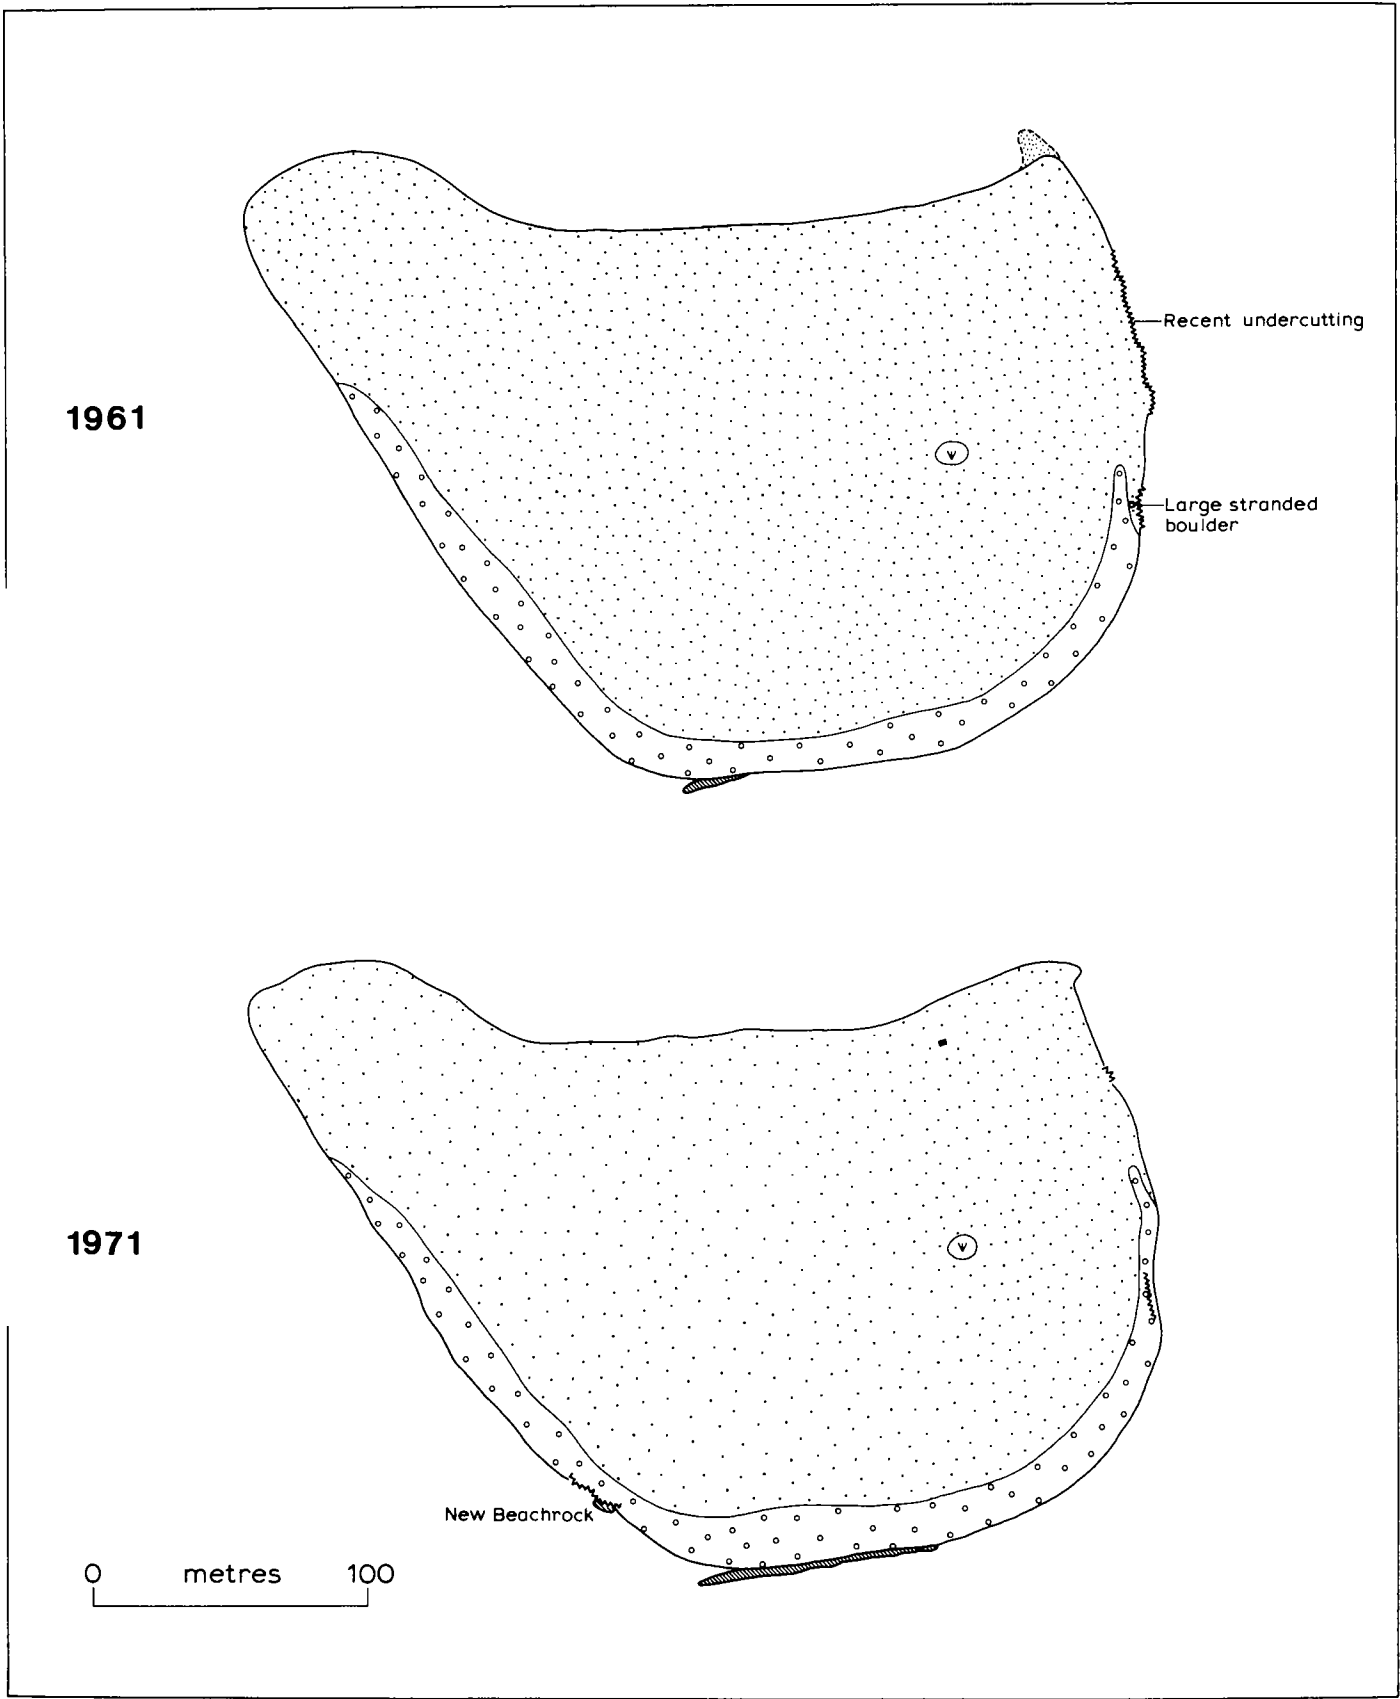 1961
Recent undercutting
Large stranded
boulder
1971
New Beachrock
0 metres 100